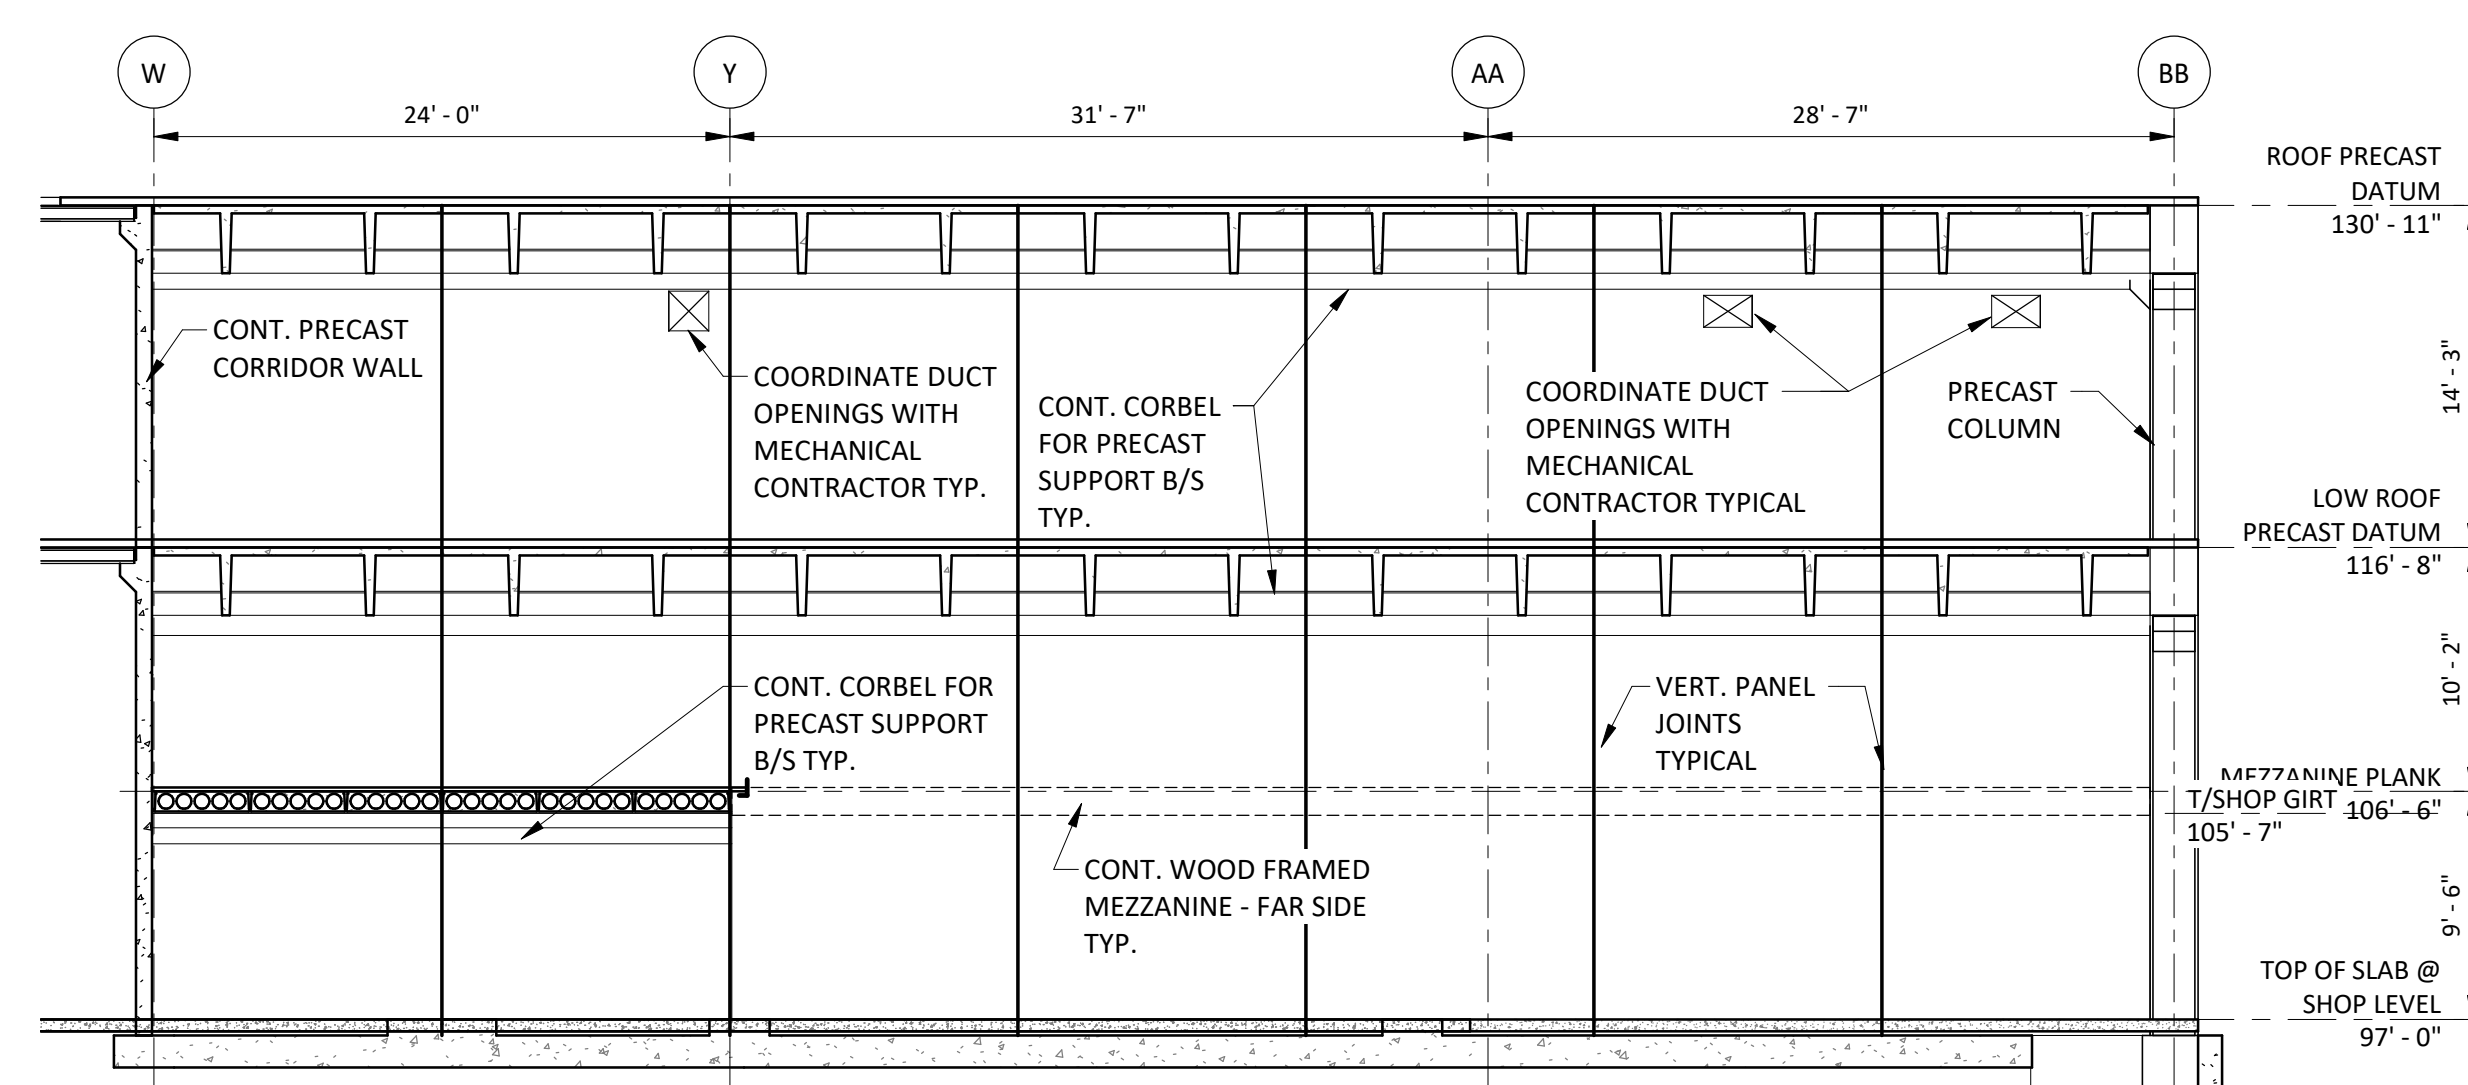 W
Y
AA
BB
24' - 0"
31' - 7"
28' - 7"
ROOF PRECAST
DATUM
130' - 11"
CONT. PRECAST
CORRIDOR WALL
COORDINATE DUCT
OPENINGS WITH
MECHANICAL
CONTRACTOR TYP.
CONT. CORBEL
FOR PRECAST
SUPPORT B/S
TYP.
COORDINATE DUCT
OPENINGS WITH
MECHANICAL
CONTRACTOR TYPICAL
PRECAST
COLUMN
14' - 3"
LOW ROOF
PRECAST DATUM
116' - 8"
CONT. CORBEL FOR
PRECAST SUPPORT
B/S TYP.
VERT. PANEL
JOINTS
TYPICAL
10' - 2"
MEZZANINE PLANK
106' - 6"
T/SHOP GIRT
105' - 7"
CONT. WOOD FRAMED
MEZZANINE - FAR SIDE
TYP.
9' - 6"
TOP OF SLAB @
SHOP LEVEL
97' - 0"